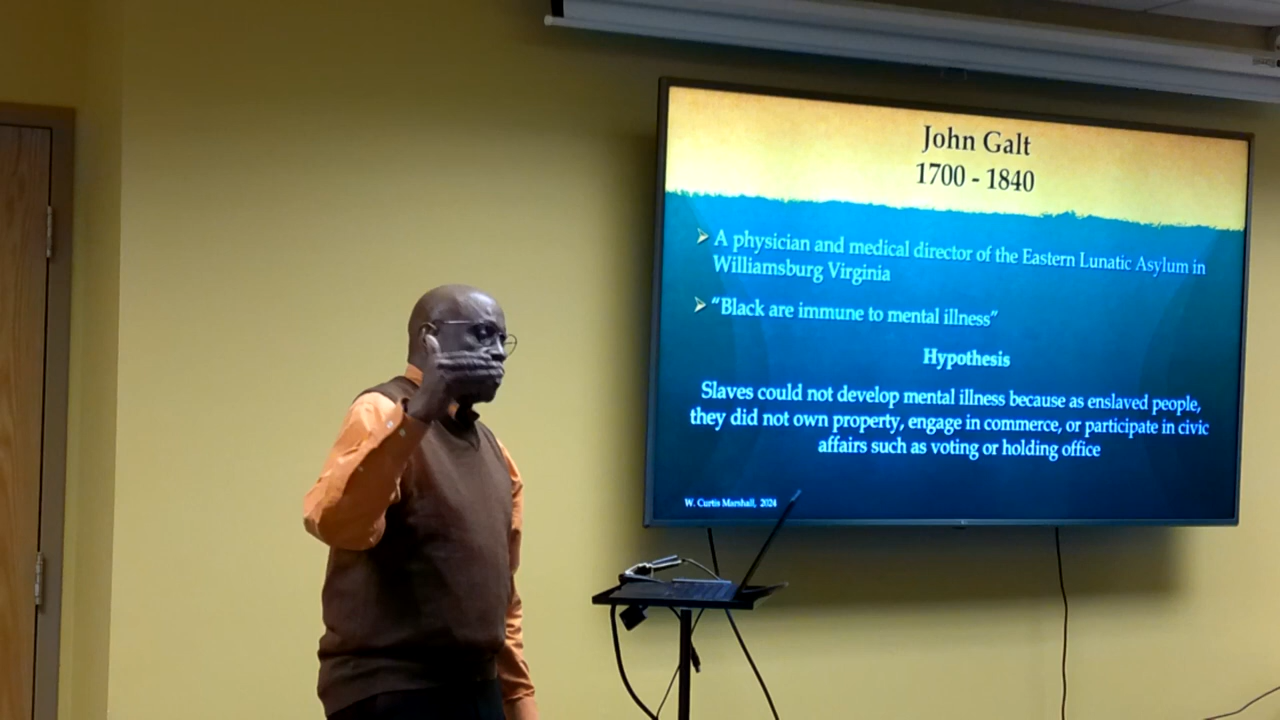 John Galt
1700 - 1840
A physician and medical director of the Eastern Lunatic Asylum in
Williamsburg Virginia
“Black are immune to mental illness”
Hypothesis
Slaves could not develop mental illness because as enslaved people,
they did not own property, engage in commerce, or participate in civic
affairs such as voting or holding office
W. Curtis Marshall, 2024